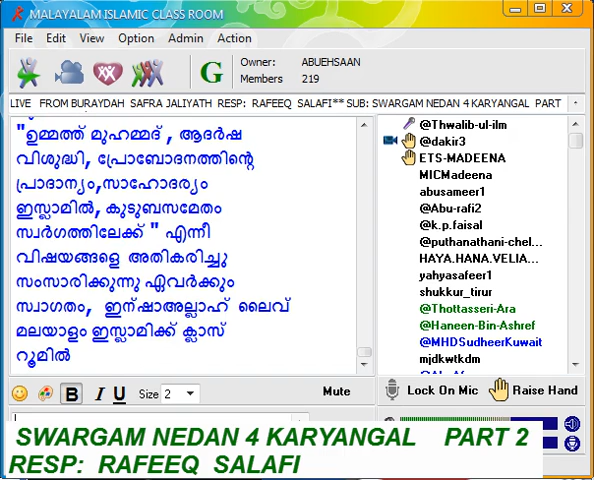 MALAYALAM ISLAMIC CLASS ROOM
File Edit View Option Admin Action
G
Owner: ABUEHSAAN
Members 219
LIVE FROM BURAYDAH SAFRA JALIYATH RESP: RAFEEQ SALAFI** SUB: SWARGAM NEDAN 4 KARYANGAL PART
"ഉമ്മത്ത് മുഹമ്മദ് , ആദർഷ
വിശുദ്ധി, പ്രോബോദനത്തിന്റെ
പ്രാദാന്യം,സാഹോദര്യം
ഇസ്ലാമിൽ, കുടുബസമേതം
സ്വർഗത്തിലേക്ക് " എന്നീ
വിഷയങ്ങളെ അതികരിച്ചു
സംസാരിക്കുന്നു ഏവർക്കും
സ്വാഗതം, ഇന്ഷാഅല്ലാഹ് ലൈവ്
മലയാളം ഇസ്ലാമിക്ക് ക്ലാസ്
റൂമിൽ
@Thwalib-ul-ilm
@dakir3
ETS-MADEENA
MICMadeena
abusameer1
@Abu-rafi2
@k.p.faisal
@puthanathani-chel...
HAYA.HANA.VELIA...
yahyasafeer1
shukkur_tirur
@Thottasseri-Ara
@Haneen-Bin-Ashref
@MHDSudheerKuwait
mjdkwtkdm
B I U Size 2 Mute
Lock On Mic Raise Hand
SWARGAM NEDAN 4 KARYANGAL PART 2
RESP: RAFEEQ SALAFI